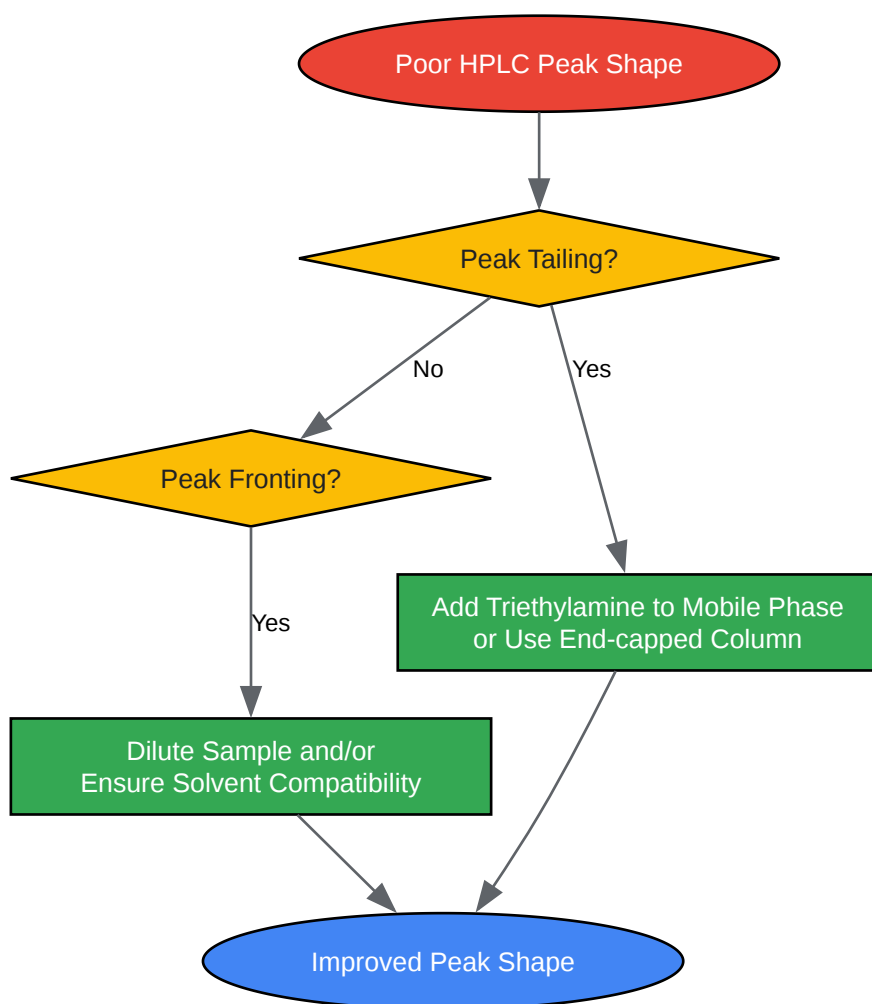 Poor HPLC Peak Shape
Peak Tailing?
No
Yes
Peak Fronting?
Yes
Add Triethylamine to Mobile Phase
or Use End-capped Column
Dilute Sample and/or
Ensure Solvent Compatibility
Improved Peak Shape